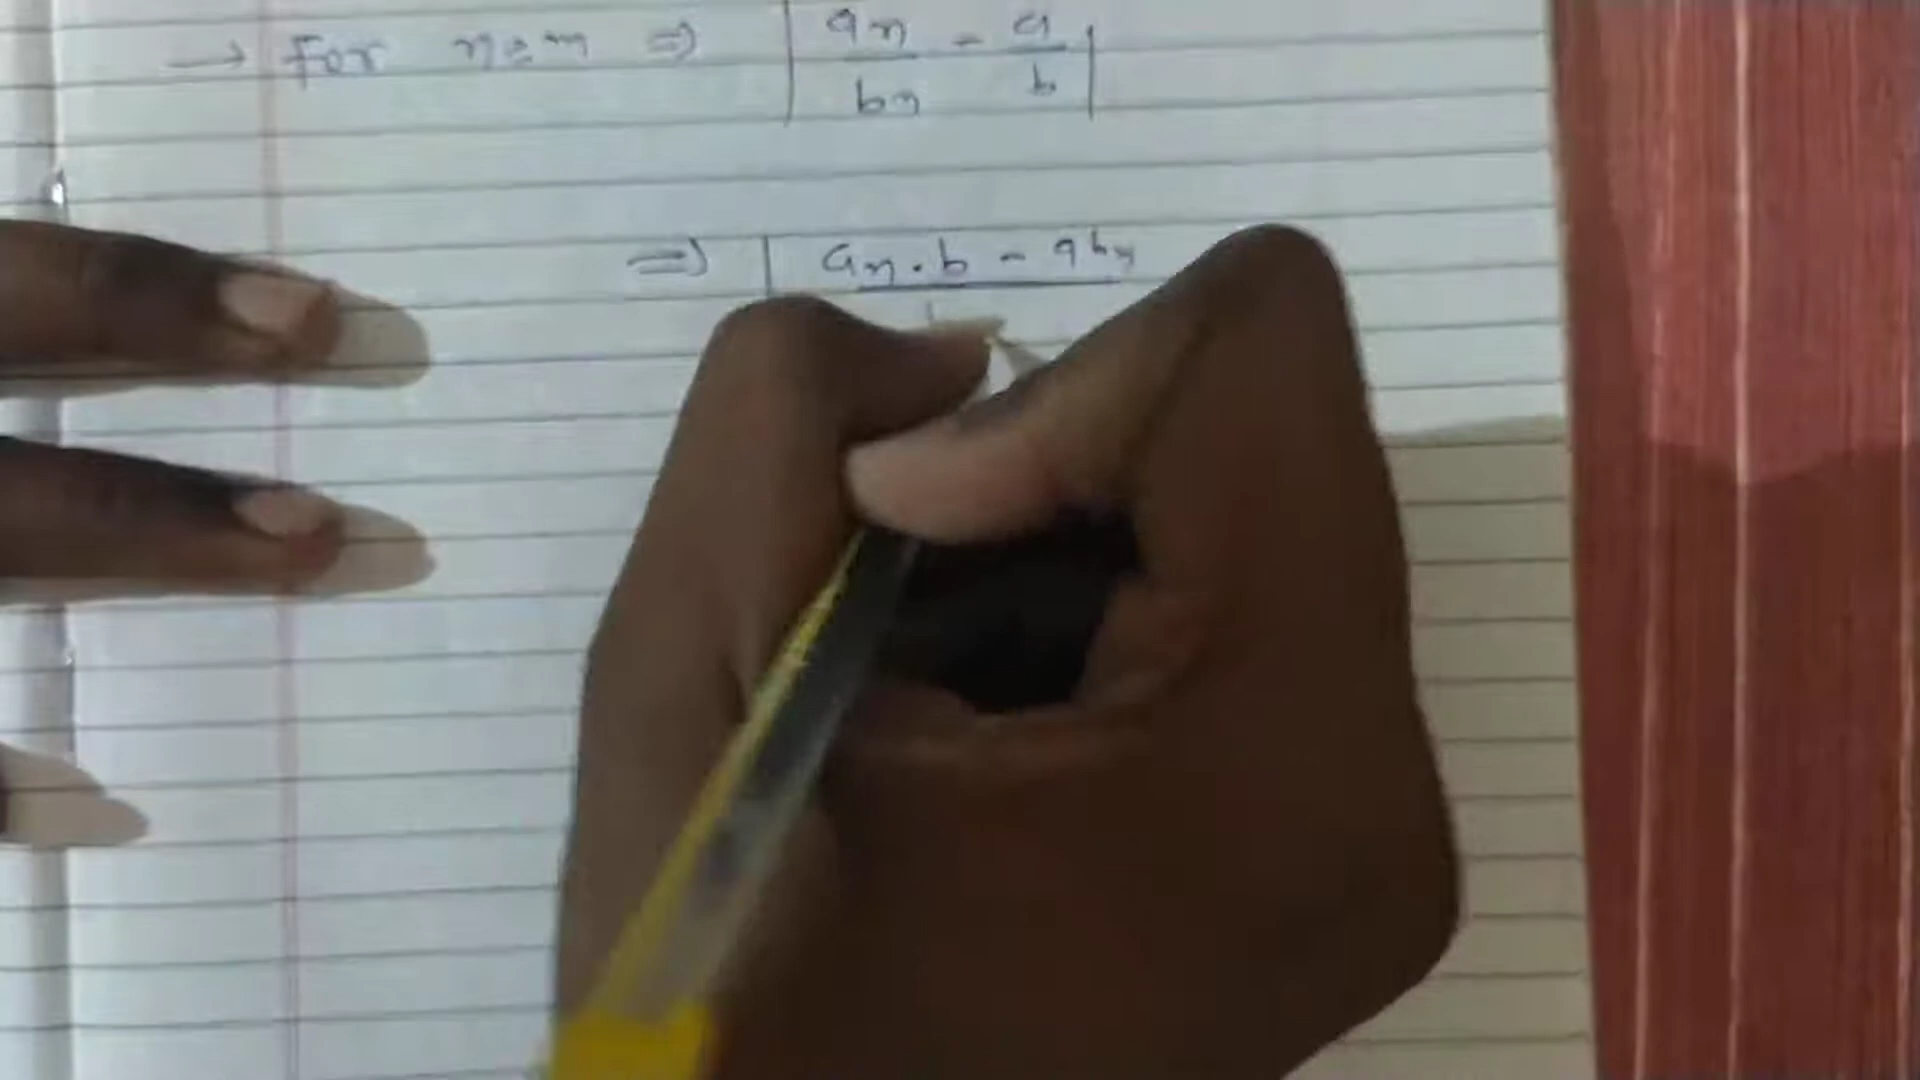 → For n≥m ⇒ | an/bn - a/b |
⇒ | an.b - abn